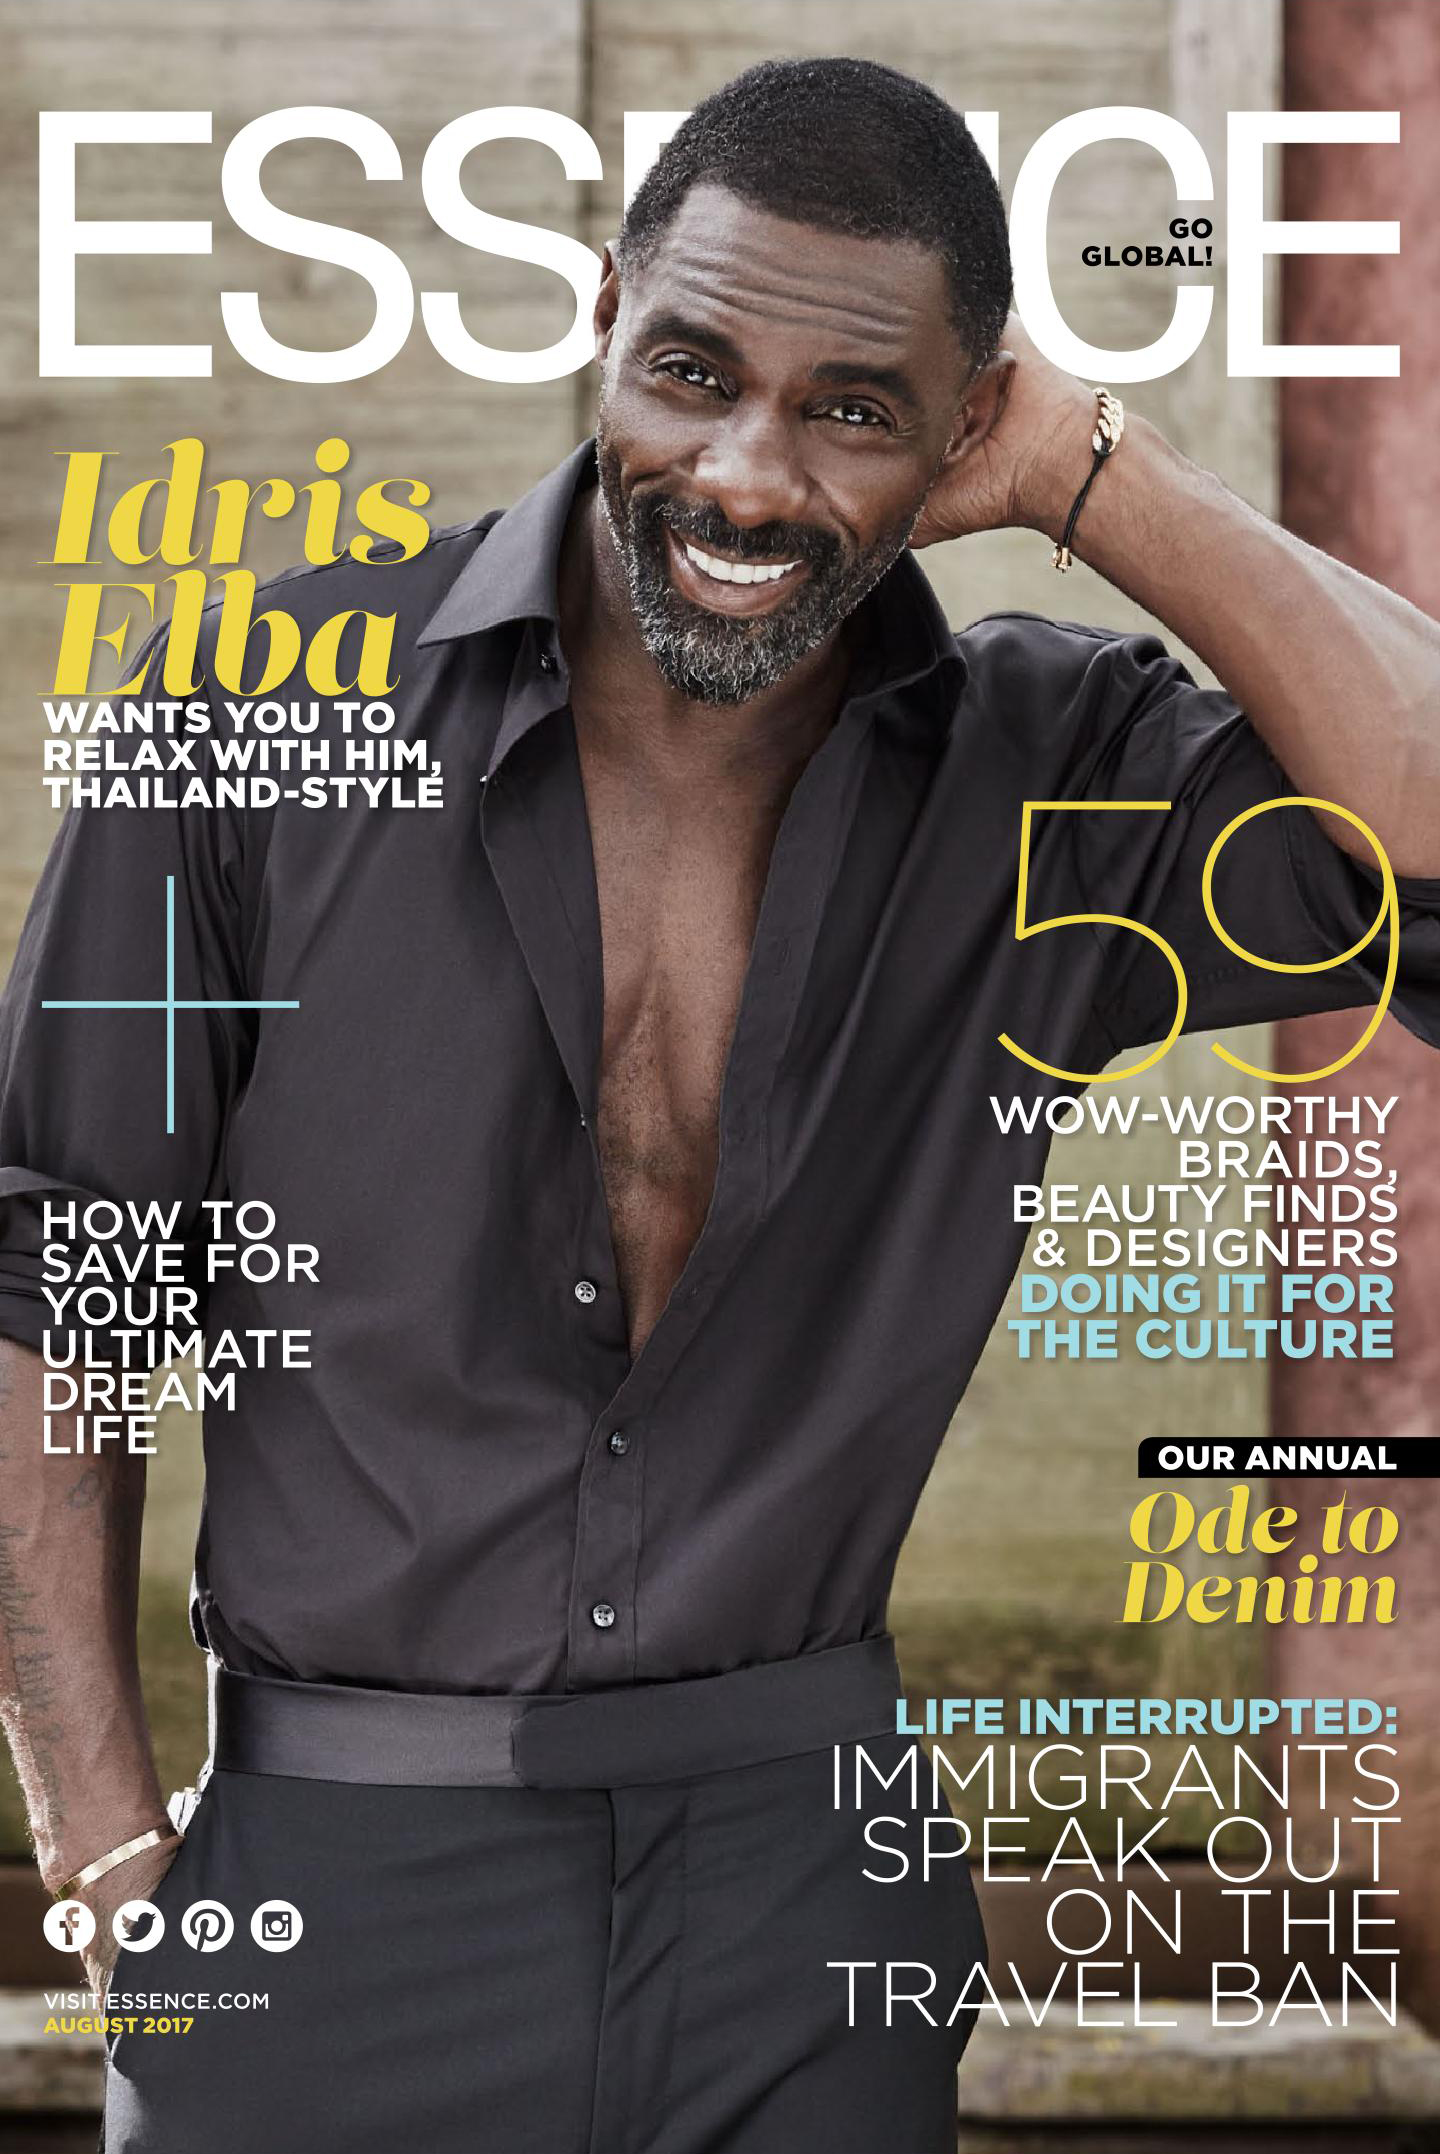 ESSENCE
GO
GLOBAL!
Idris
Elba
WANTS YOU TO
RELAX WITH HIM,
THAILAND-STYLE
+
HOW TO
SAVE FOR
YOUR
ULTIMATE
DREAM
LIFE
59
WOW-WORTHY
BRAIDS,
BEAUTY FINDS
& DESIGNERS
DOING IT FOR
THE CULTURE
OUR ANNUAL
Ode to
Denim
LIFE INTERRUPTED:
IMMIGRANTS
SPEAK OUT
ON THE
TRAVEL BAN
VISIT ESSENCE.COM
AUGUST 2017